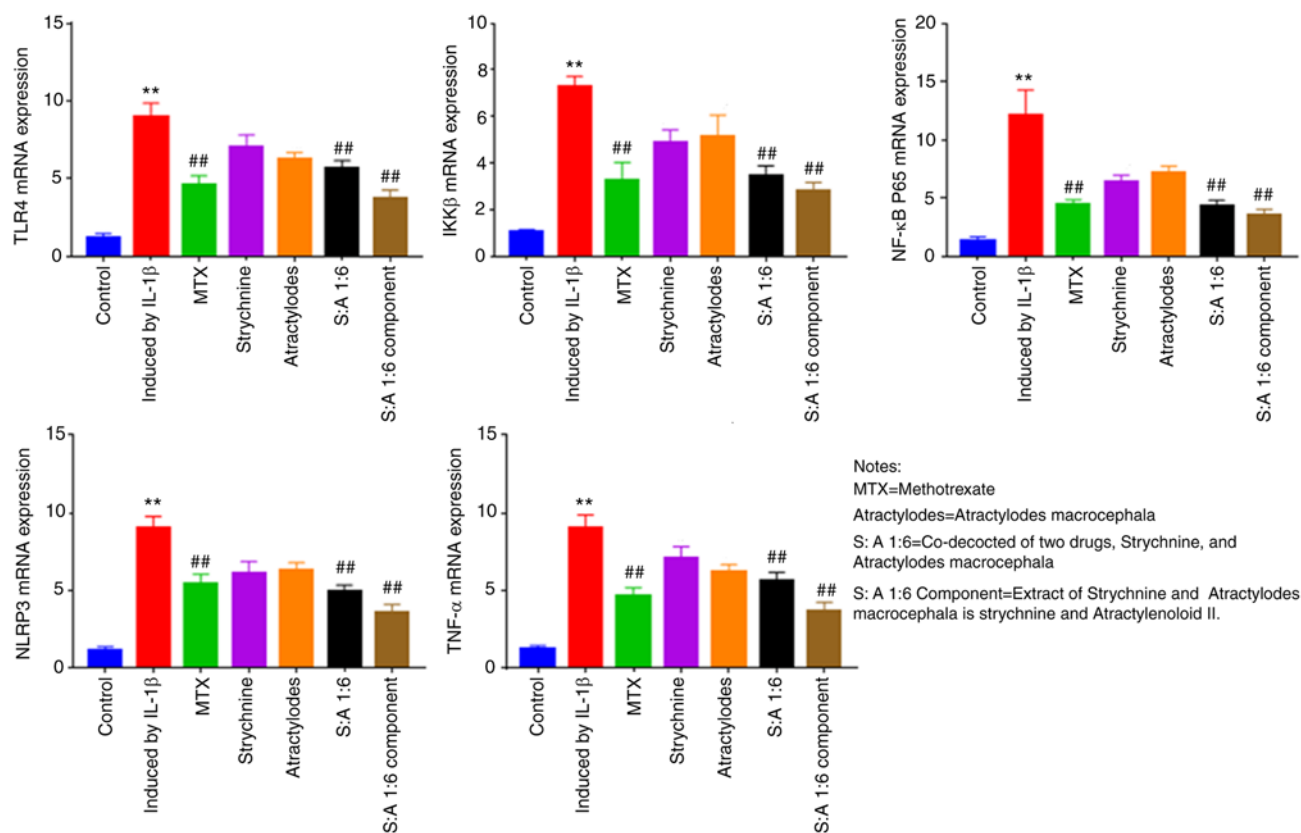 TLR4 mRNA expression
15
10
5
0
**
##
##
##
Control
Induced by IL-1β
MTX
Strychnine
Atractylodes
S:A 1:6
S:A 1:6 component
IKKβ mRNA expression
10
8
6
4
2
0
**
##
##
##
Control
Induced by IL-1β
MTX
Strychnine
Atractylodes
S:A 1:6
S:A 1:6 component
NF-κB P65 mRNA expression
20
15
10
5
0
**
##
##
##
Control
Induced by IL-1β
MTX
Strychnine
Atractylodes
S:A 1:6
S:A 1:6 component
NLRP3 mRNA expression
15
10
5
0
**
##
##
##
Control
Induced by IL-1β
MTX
Strychnine
Atractylodes
S:A 1:6
S:A 1:6 component
TNF-α mRNA expression
15
10
5
0
**
##
##
##
Control
Induced by IL-1β
MTX
Strychnine
Atractylodes
S:A 1:6
S:A 1:6 component
Notes:
MTX=Methotrexate
Atractylodes=Atractylodes macrocephala
S: A 1:6=Co-decocted of two drugs, Strychnine, and
Atractylodes macrocephala
S: A 1:6 Component=Extract of Strychnine and Atractylodes
macrocephala is strychnine and Atractylenoloid II.